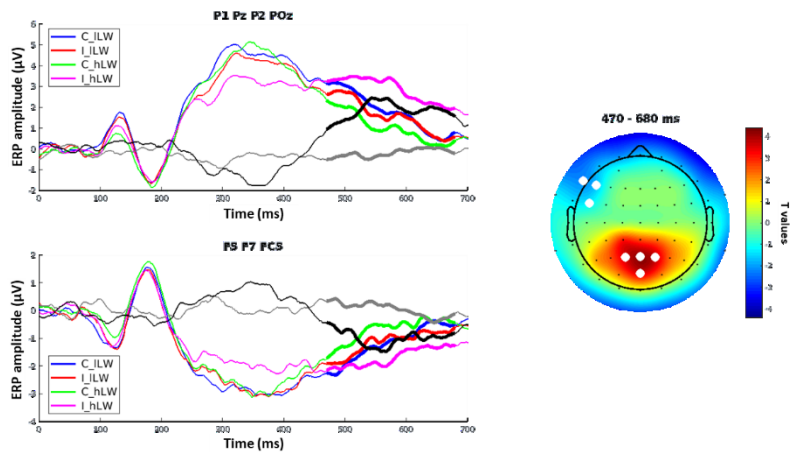 P1 Pz P2 POz
ERP amplitude (µV)
6
5
4
3
2
1
0
-1
-2
C_lLW
I_lLW
C_hLW
I_hLW
0 100 200 300 400 500 600 700
Time (ms)
F5 F7 FC5
ERP amplitude (µV)
2
1
0
-1
-2
-3
-4
-5
C_lLW
I_lLW
C_hLW
I_hLW
0 100 200 300 400 500 600 700
Time (ms)
470 - 680 ms
4
3
2
1
0
-1
-2
-3
-4
T values